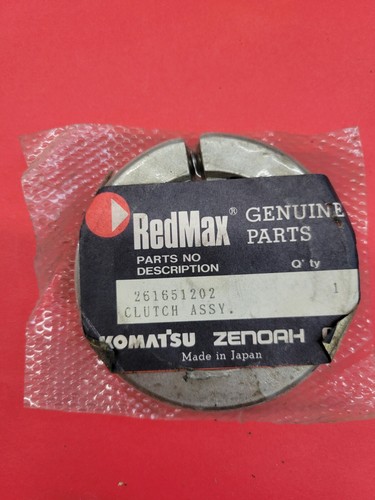 RedMax® GENUINE
PARTS
PARTS NO
DESCRIPTION
Q'ty
261651202 1
CLUTCH ASSY.
KOMATSU ZENOAH
Made in Japan